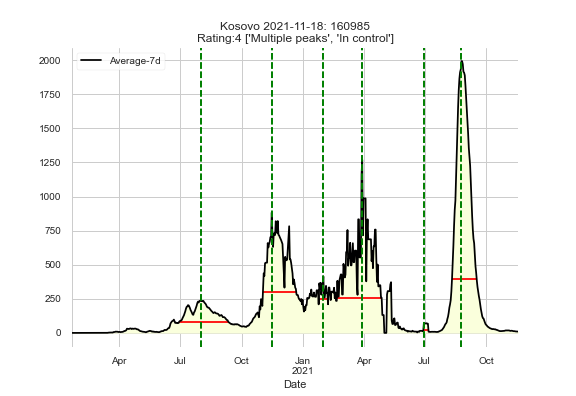 Kosovo 2021-11-18: 160985
Rating:4 ['Multiple peaks', 'In control']
Average-7d
2000
1750
1500
1250
1000
750
500
250
0
Apr Jul Oct Jan Apr Jul Oct
2021
Date